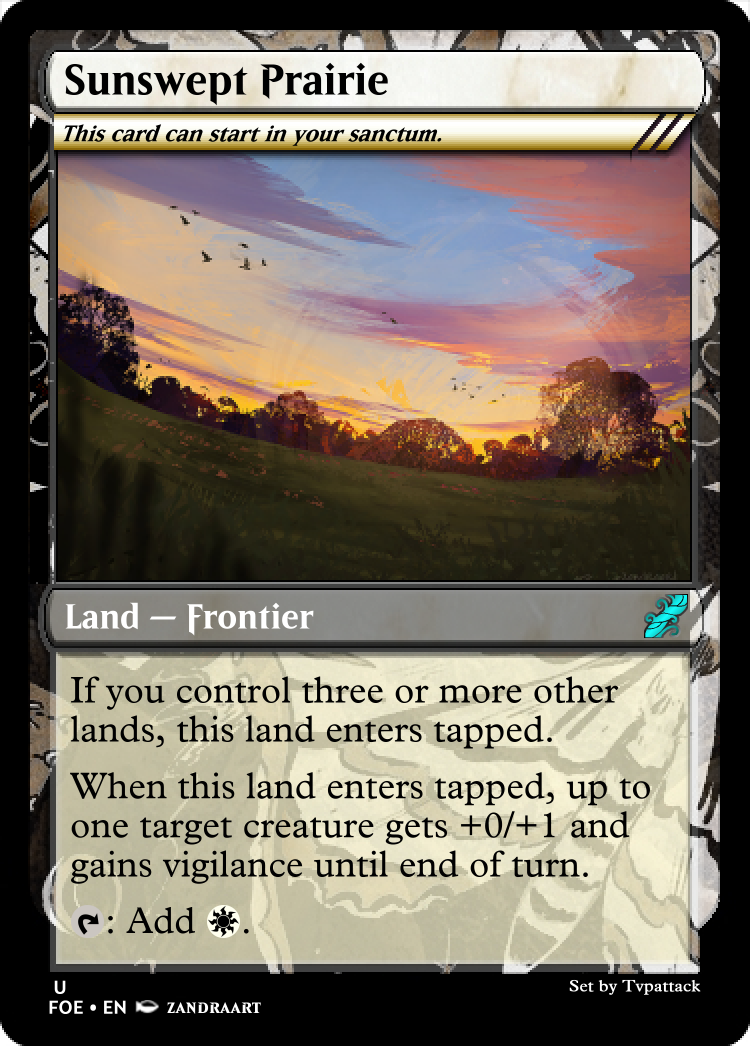 Sunswept Prairie
This card can start in your sanctum.
Land — Frontier
If you control three or more other
lands, this land enters tapped.
When this land enters tapped, up to
one target creature gets +0/+1 and
gains vigilance until end of turn.
: Add .
U
FOE • EN ZANDRAART
Set by Tvpattack